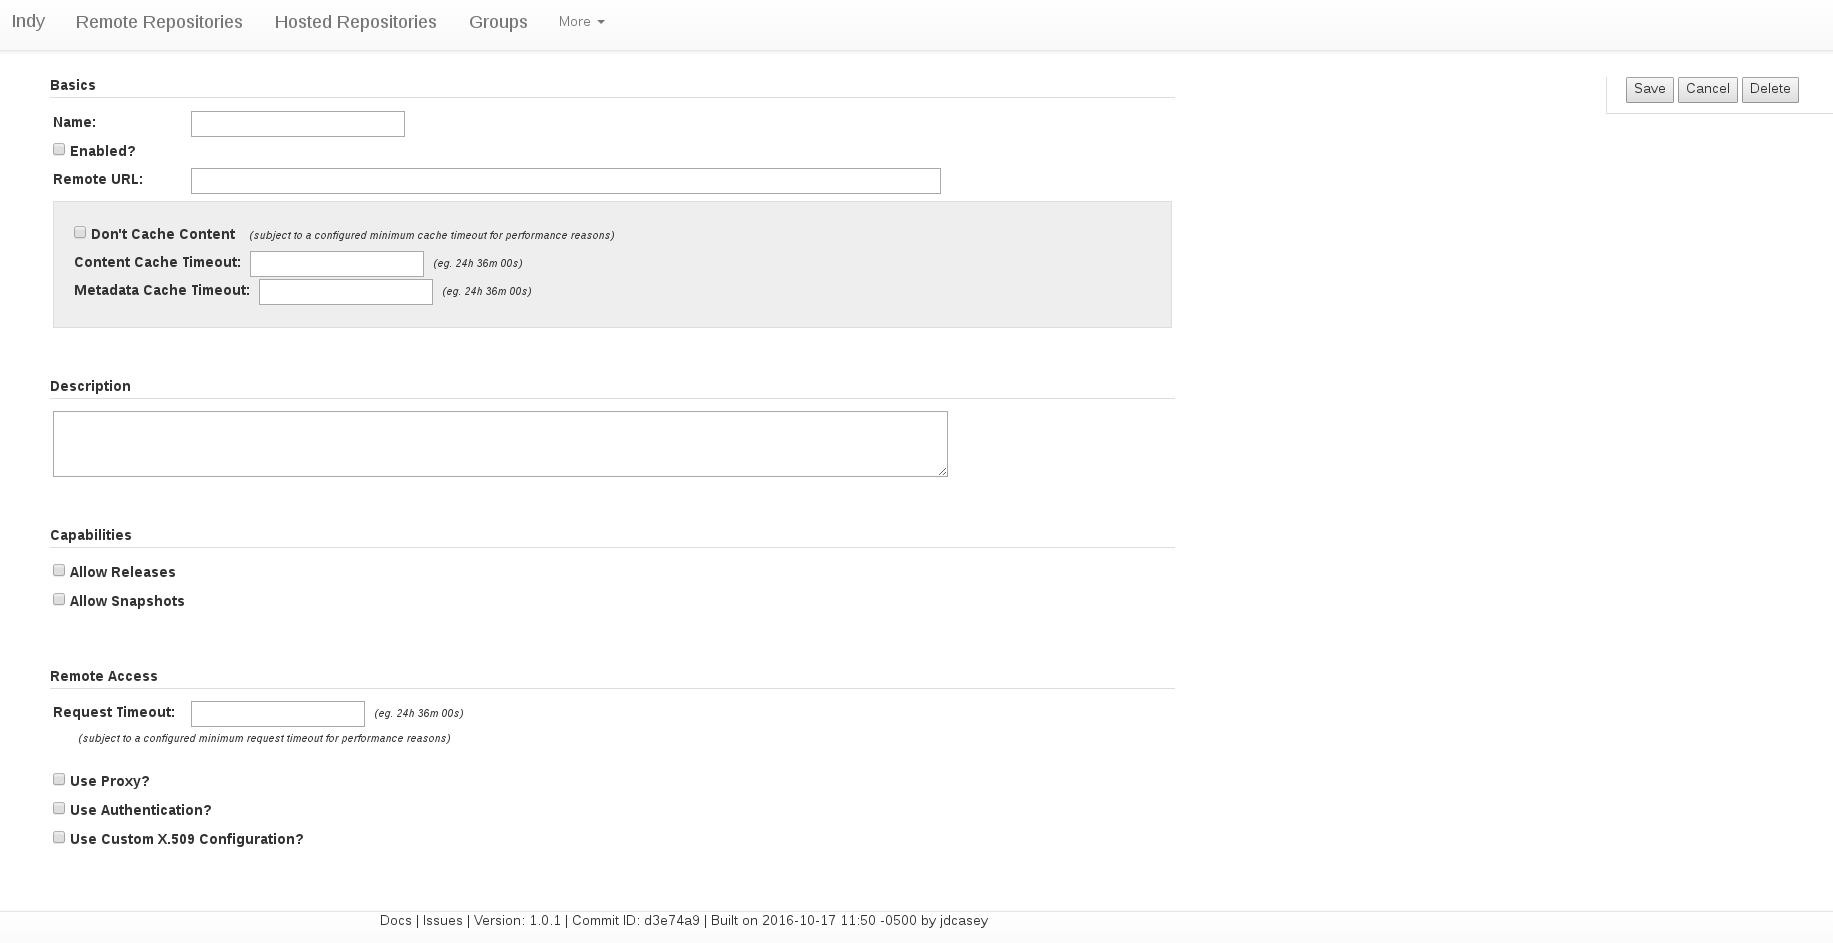 Indy Remote Repositories Hosted Repositories Groups More
Basics
Save Cancel Delete
Name:
Enabled?
Remote URL:
Don't Cache Content (subject to a configured minimum cache timeout for performance reasons)
Content Cache Timeout: (eg. 24h 36m 00s)
Metadata Cache Timeout: (eg. 24h 36m 00s)
Description
Capabilities
Allow Releases
Allow Snapshots
Remote Access
Request Timeout: (eg. 24h 36m 00s)
(subject to a configured minimum request timeout for performance reasons)
Use Proxy?
Use Authentication?
Use Custom X.509 Configuration?
Docs | Issues | Version: 1.0.1 | Commit ID: d3e74a9 | Built on 2016-10-17 11:50 -0500 by jdcasey